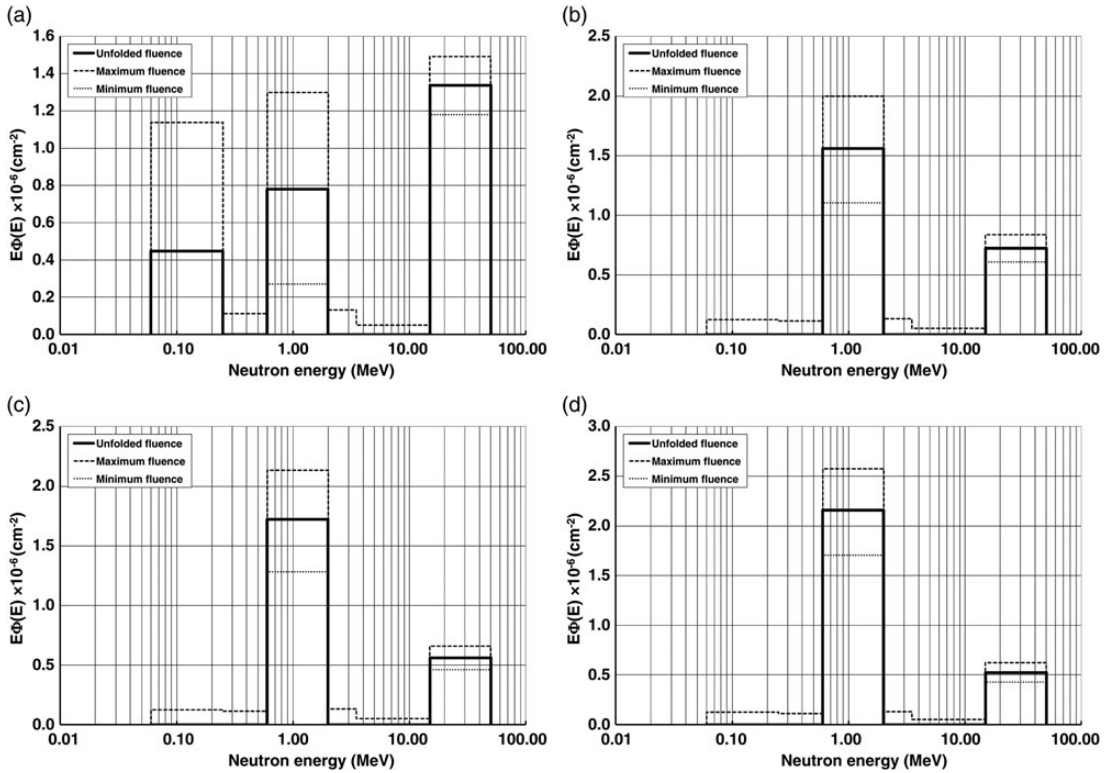 (a)
EΦ(E) ×10⁻⁶(cm⁻²)
1.6
1.4
1.2
1.0
0.8
0.6
0.4
0.2
0.0
Unfolded fluence
Maximum fluence
Minimum fluence
0.01 0.10 1.00 10.00 100.00
Neutron energy (MeV)
(b)
EΦ(E) ×10⁻⁶(cm⁻²)
2.5
2.0
1.5
1.0
0.5
0.0
Unfolded fluence
Maximum fluence
Minimum fluence
0.01 0.10 1.00 10.00 100.00
Neutron energy (MeV)
(c)
EΦ(E) ×10⁻⁶(cm⁻²)
2.5
2.0
1.5
1.0
0.5
0.0
Unfolded fluence
Maximum fluence
Minimum fluence
0.01 0.10 1.00 10.00 100.00
Neutron energy (MeV)
(d)
EΦ(E) ×10⁻⁶(cm⁻²)
3.0
2.5
2.0
1.5
1.0
0.5
0.0
Unfolded fluence
Maximum fluence
Minimum fluence
0.01 0.10 1.00 10.00 100.00
Neutron energy (MeV)